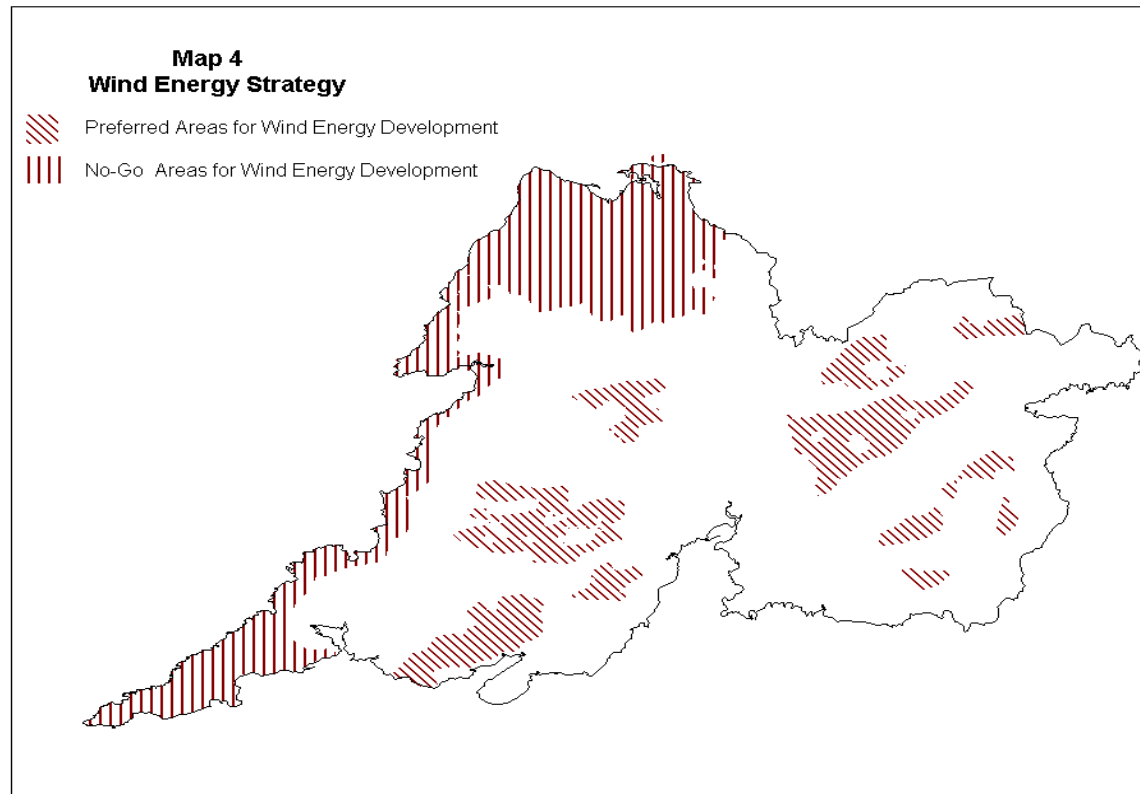 Map 4
Wind Energy Strategy
Preferred Areas for Wind Energy Development
No-Go Areas for Wind Energy Development